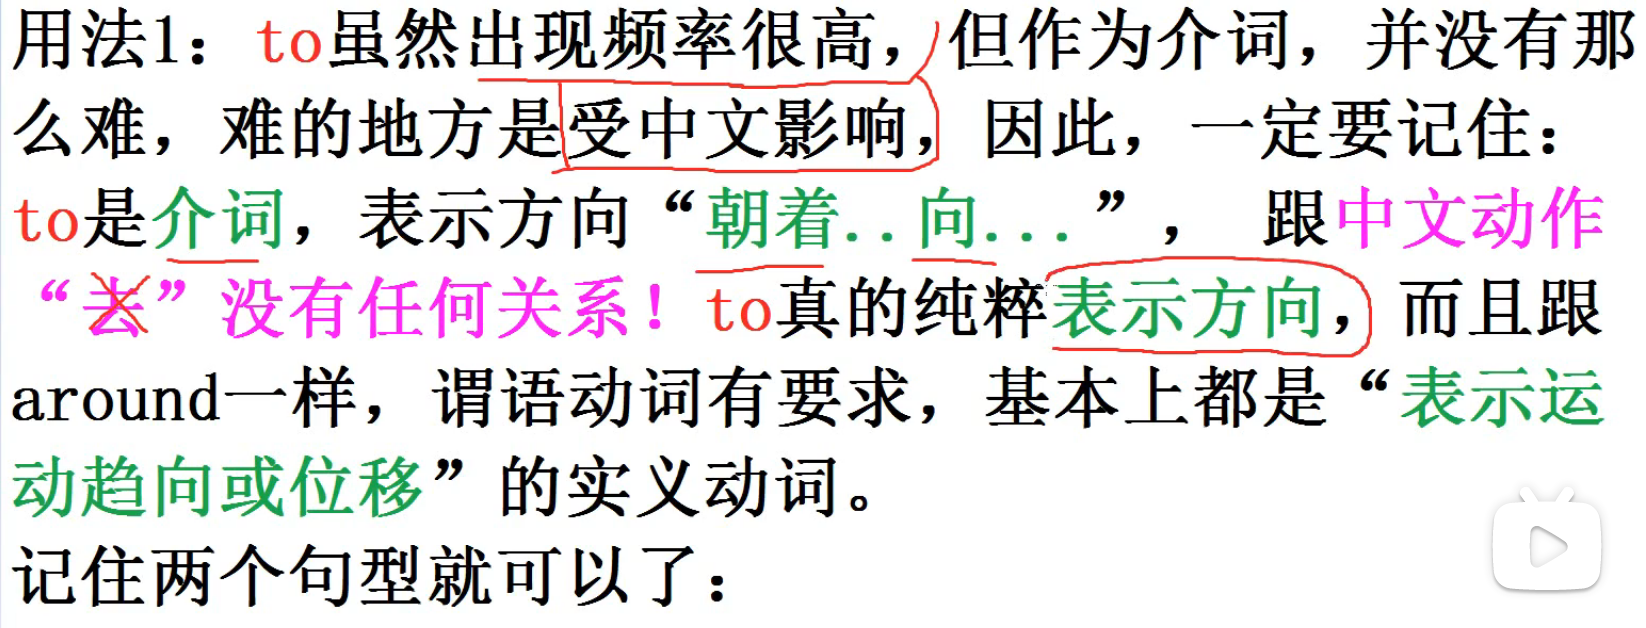 用法1：to虽然出现频率很高，但作为介词，并没有那
么难，难的地方是受中文影响，因此，一定要记住：
to是介词，表示方向“朝着..向...”， 跟中文动作
“去”没有任何关系！to真的纯粹表示方向，而且跟
around一样，谓语动词有要求，基本上都是“表示运
动趋向或位移”的实义动词。
记住两个句型就可以了：